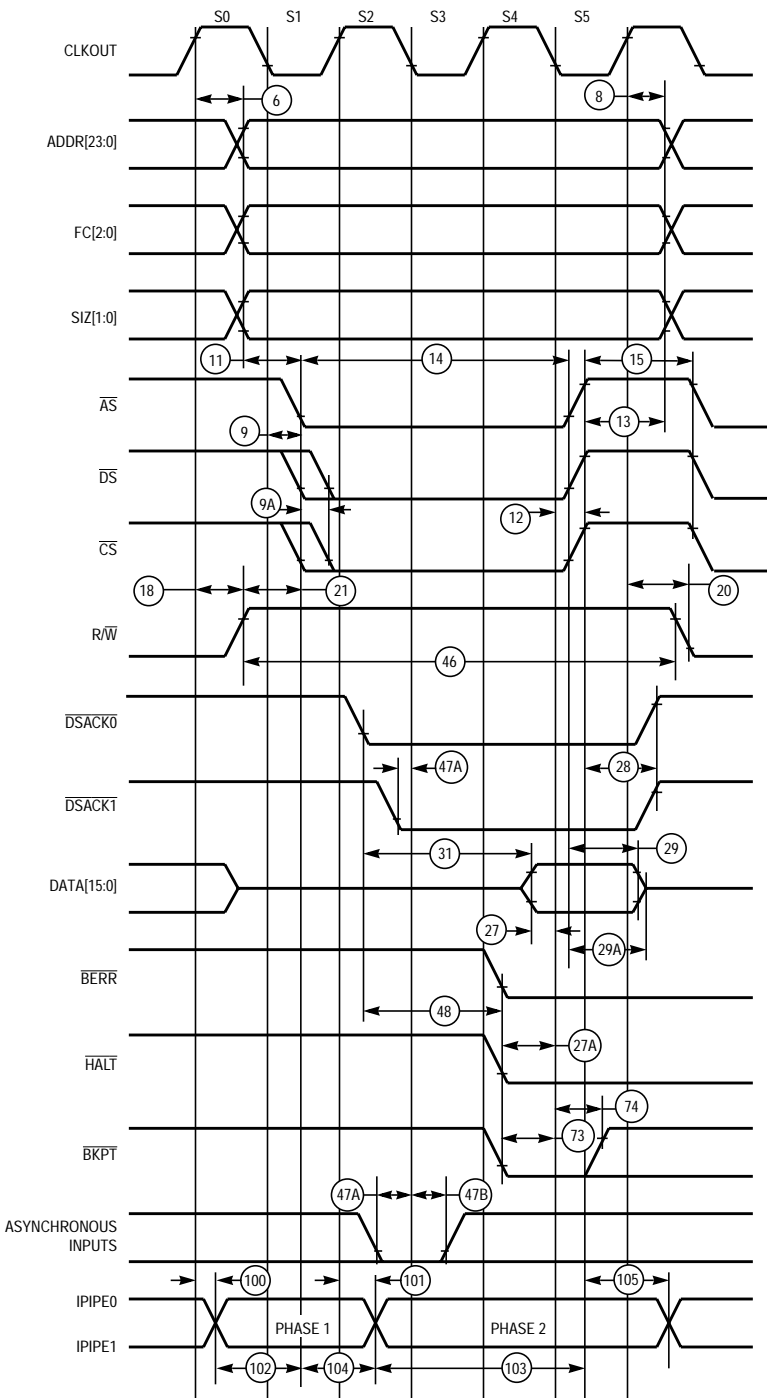 S0 S1 S2 S3 S4 S5
CLKOUT
6 8
ADDR[23:0]
FC[2:0]
SIZ[1:0]
11 14 15
AS
9 13
DS
9A 12
CS
18 21 20
R/W
46
DSACK0
47A 28
DSACK1
31 29
DATA[15:0]
27 29A
BERR
48
27A
HALT
74
73
BKPT
47A 47B
ASYNCHRONOUS
INPUTS
100 101 105
IPIPE0
PHASE 1 PHASE 2
IPIPE1
102 104 103